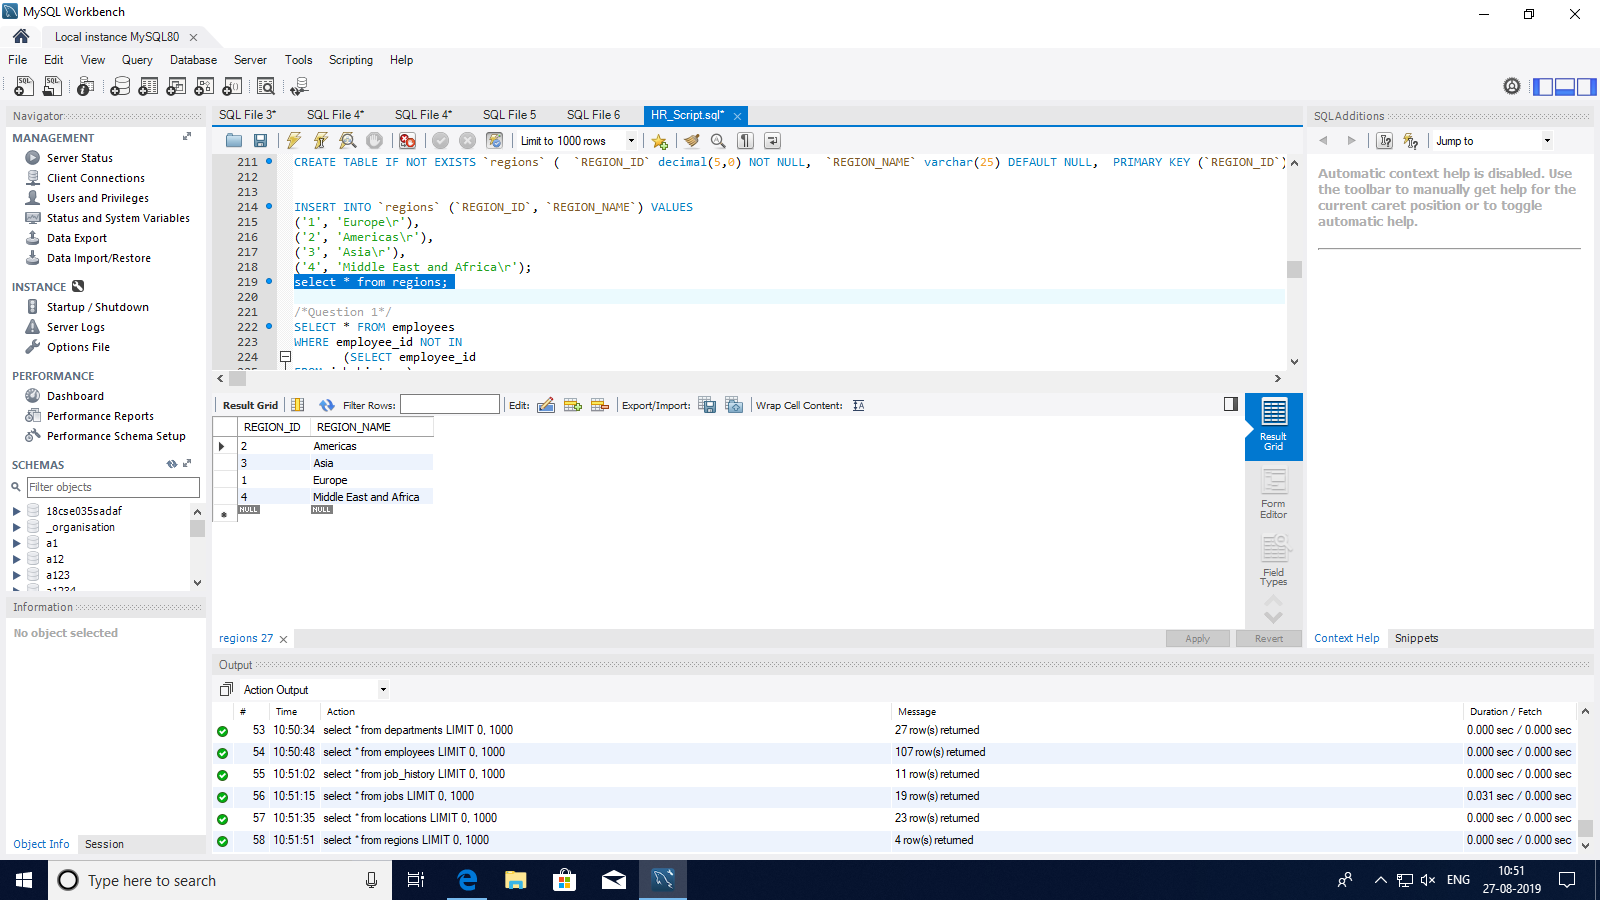 MySQL Workbench
Local instance MySQL80
File Edit View Query Database Server Tools Scripting Help
Navigator
MANAGEMENT
Server Status
Client Connections
Users and Privileges
Status and System Variables
Data Export
Data Import/Restore
INSTANCE
Startup / Shutdown
Server Logs
Options File
PERFORMANCE
Dashboard
Performance Reports
Performance Schema Setup
SCHEMAS
Filter objects
18cse035sadaf
_organisation
a1
a12
a123
a1234
Information
No object selected
Object Info Session
SQL File 3* SQL File 4* SQL File 4* SQL File 5 SQL File 6 HR_Script.sql*
Limit to 1000 rows
211 CREATE TABLE IF NOT EXISTS `regions` ( `REGION_ID` decimal(5,0) NOT NULL, `REGION_NAME` varchar(25) DEFAULT NULL, PRIMARY KEY (`REGION_ID`)
212
213
214 INSERT INTO `regions` (`REGION_ID`, `REGION_NAME`) VALUES
215 ('1', 'Europe\r'),
216 ('2', 'Americas\r'),
217 ('3', 'Asia\r'),
218 ('4', 'Middle East and Africa\r');
219 select * from regions;
220
221 /*Question 1*/
222 SELECT * FROM employees
223 WHERE employee_id NOT IN
224 (SELECT employee_id
Result Grid Filter Rows: Edit: Export/Import: Wrap Cell Content:
REGION_ID REGION_NAME
2 Americas
3 Asia
1 Europe
4 Middle East and Africa
NULL NULL
Result Grid
Form Editor
Field Types
regions 27
Apply Revert
SQLAdditions
Jump to
Automatic context help is disabled. Use
the toolbar to manually get help for the
current caret position or to toggle
automatic help.
Context Help Snippets
Output
Action Output
# Time Action Message Duration / Fetch
53 10:50:34 select * from departments LIMIT 0, 1000 27 row(s) returned 0.000 sec / 0.000 sec
54 10:50:48 select * from employees LIMIT 0, 1000 107 row(s) returned 0.000 sec / 0.000 sec
55 10:51:02 select * from job_history LIMIT 0, 1000 11 row(s) returned 0.000 sec / 0.000 sec
56 10:51:15 select * from jobs LIMIT 0, 1000 19 row(s) returned 0.031 sec / 0.000 sec
57 10:51:35 select * from locations LIMIT 0, 1000 23 row(s) returned 0.000 sec / 0.000 sec
58 10:51:51 select * from regions LIMIT 0, 1000 4 row(s) returned 0.000 sec / 0.000 sec
Type here to search
ENG
10:51
27-08-2019